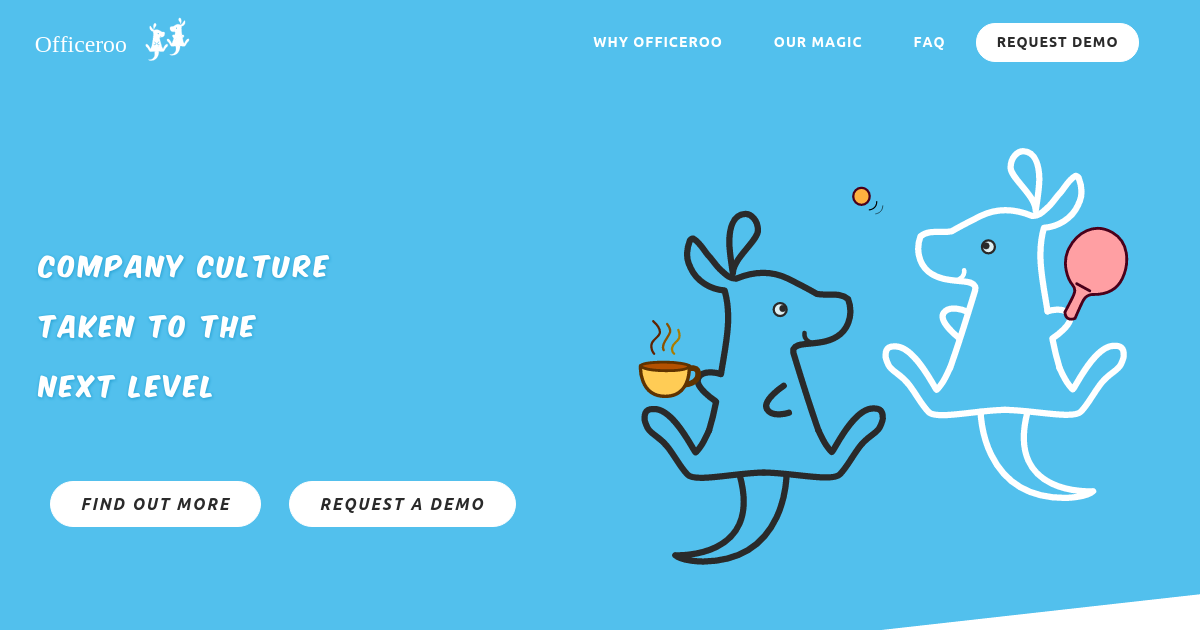 Officeroo
WHY OFFICEROO
OUR MAGIC
FAQ
REQUEST DEMO
COMPANY CULTURE
TAKEN TO THE
NEXT LEVEL
FIND OUT MORE
REQUEST A DEMO